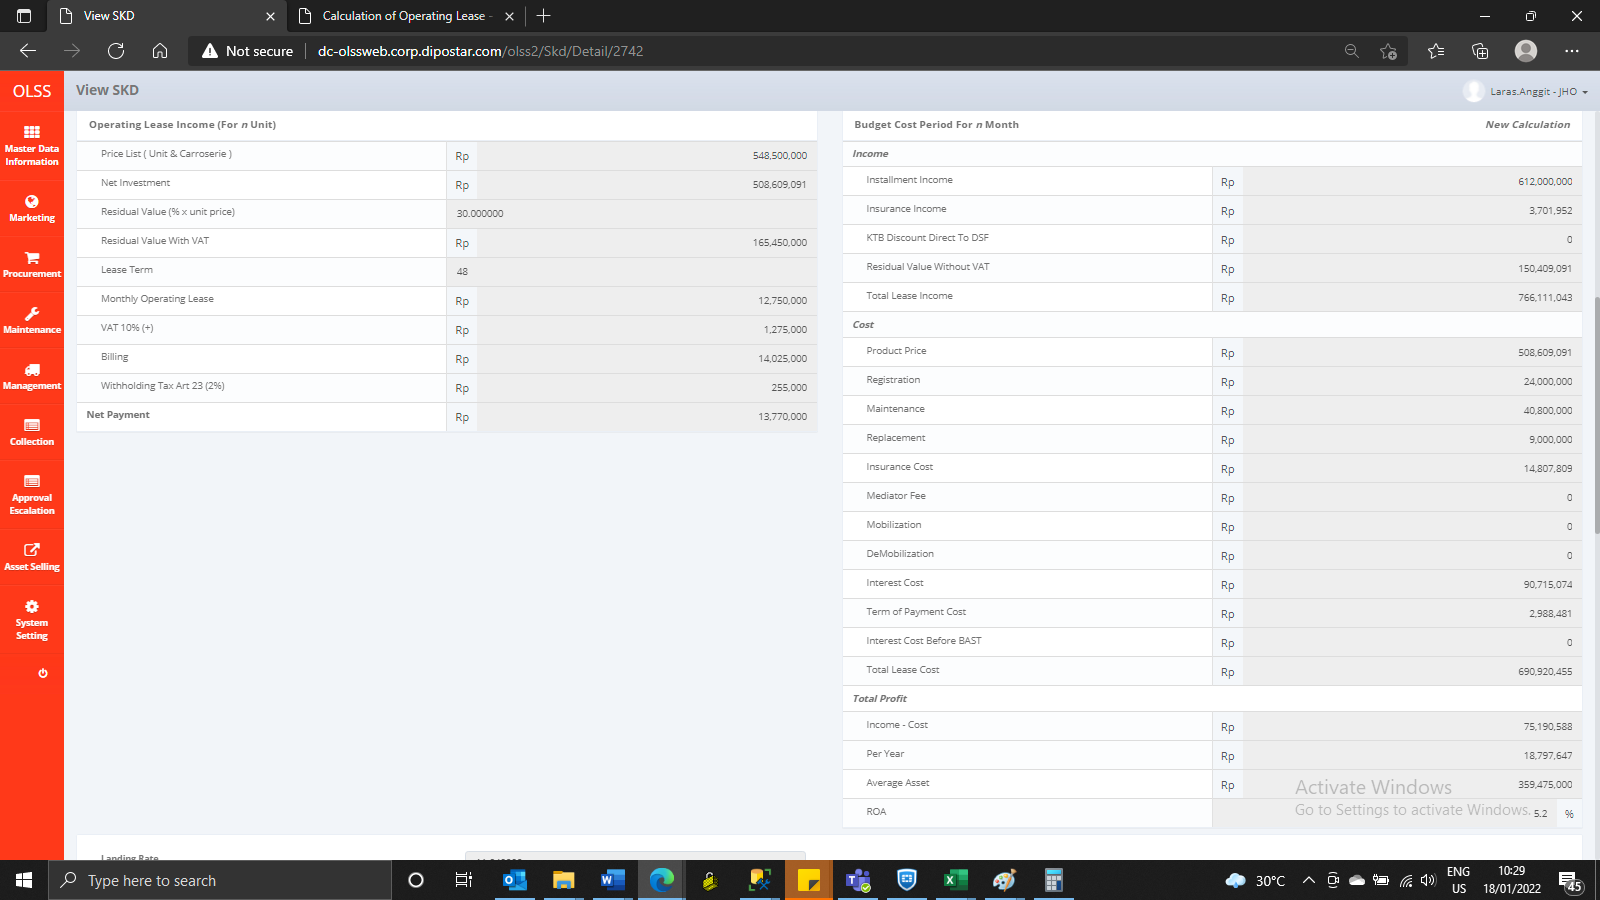 View SKD
Calculation of Operating Lease -
Not secure
dc-olssweb.corp.dipostar.com/olss2/Skd/Detail/2742
OLSS
View SKD
Laras.Anggit - JHO
Master Data Information
Marketing
Procurement
Maintenance
Management
Collection
Approval Escalation
Asset Selling
System Setting
Operating Lease Income (For n Unit)
Price List ( Unit & Carroserie ) Rp 548,500,000
Net Investment Rp 508,609,091
Residual Value (% x unit price) 30.000000
Residual Value With VAT Rp 165,450,000
Lease Term 48
Monthly Operating Lease Rp 12,750,000
VAT 10% (+) Rp 1,275,000
Billing Rp 14,025,000
Withholding Tax Art 23 (2%) Rp 255,000
Net Payment Rp 13,770,000
Budget Cost Period For n Month New Calculation
Income
Installment Income Rp 612,000,000
Insurance Income Rp 3,701,952
KTB Discount Direct To DSF Rp 0
Residual Value Without VAT Rp 150,409,091
Total Lease Income Rp 766,111,043
Cost
Product Price Rp 508,609,091
Registration Rp 24,000,000
Maintenance Rp 40,800,000
Replacement Rp 9,000,000
Insurance Cost Rp 14,807,809
Mediator Fee Rp 0
Mobilization Rp 0
DeMobilization Rp 0
Interest Cost Rp 90,715,074
Term of Payment Cost Rp 2,988,481
Interest Cost Before BAST Rp 0
Total Lease Cost Rp 690,920,455
Total Profit
Income - Cost Rp 75,190,588
Per Year Rp 18,797,647
Average Asset Rp 359,475,000
ROA 5.2 %
Activate Windows
Go to Settings to activate Windows.
Landing Rate
Type here to search
30°C
ENG
US
10:29
18/01/2022
45